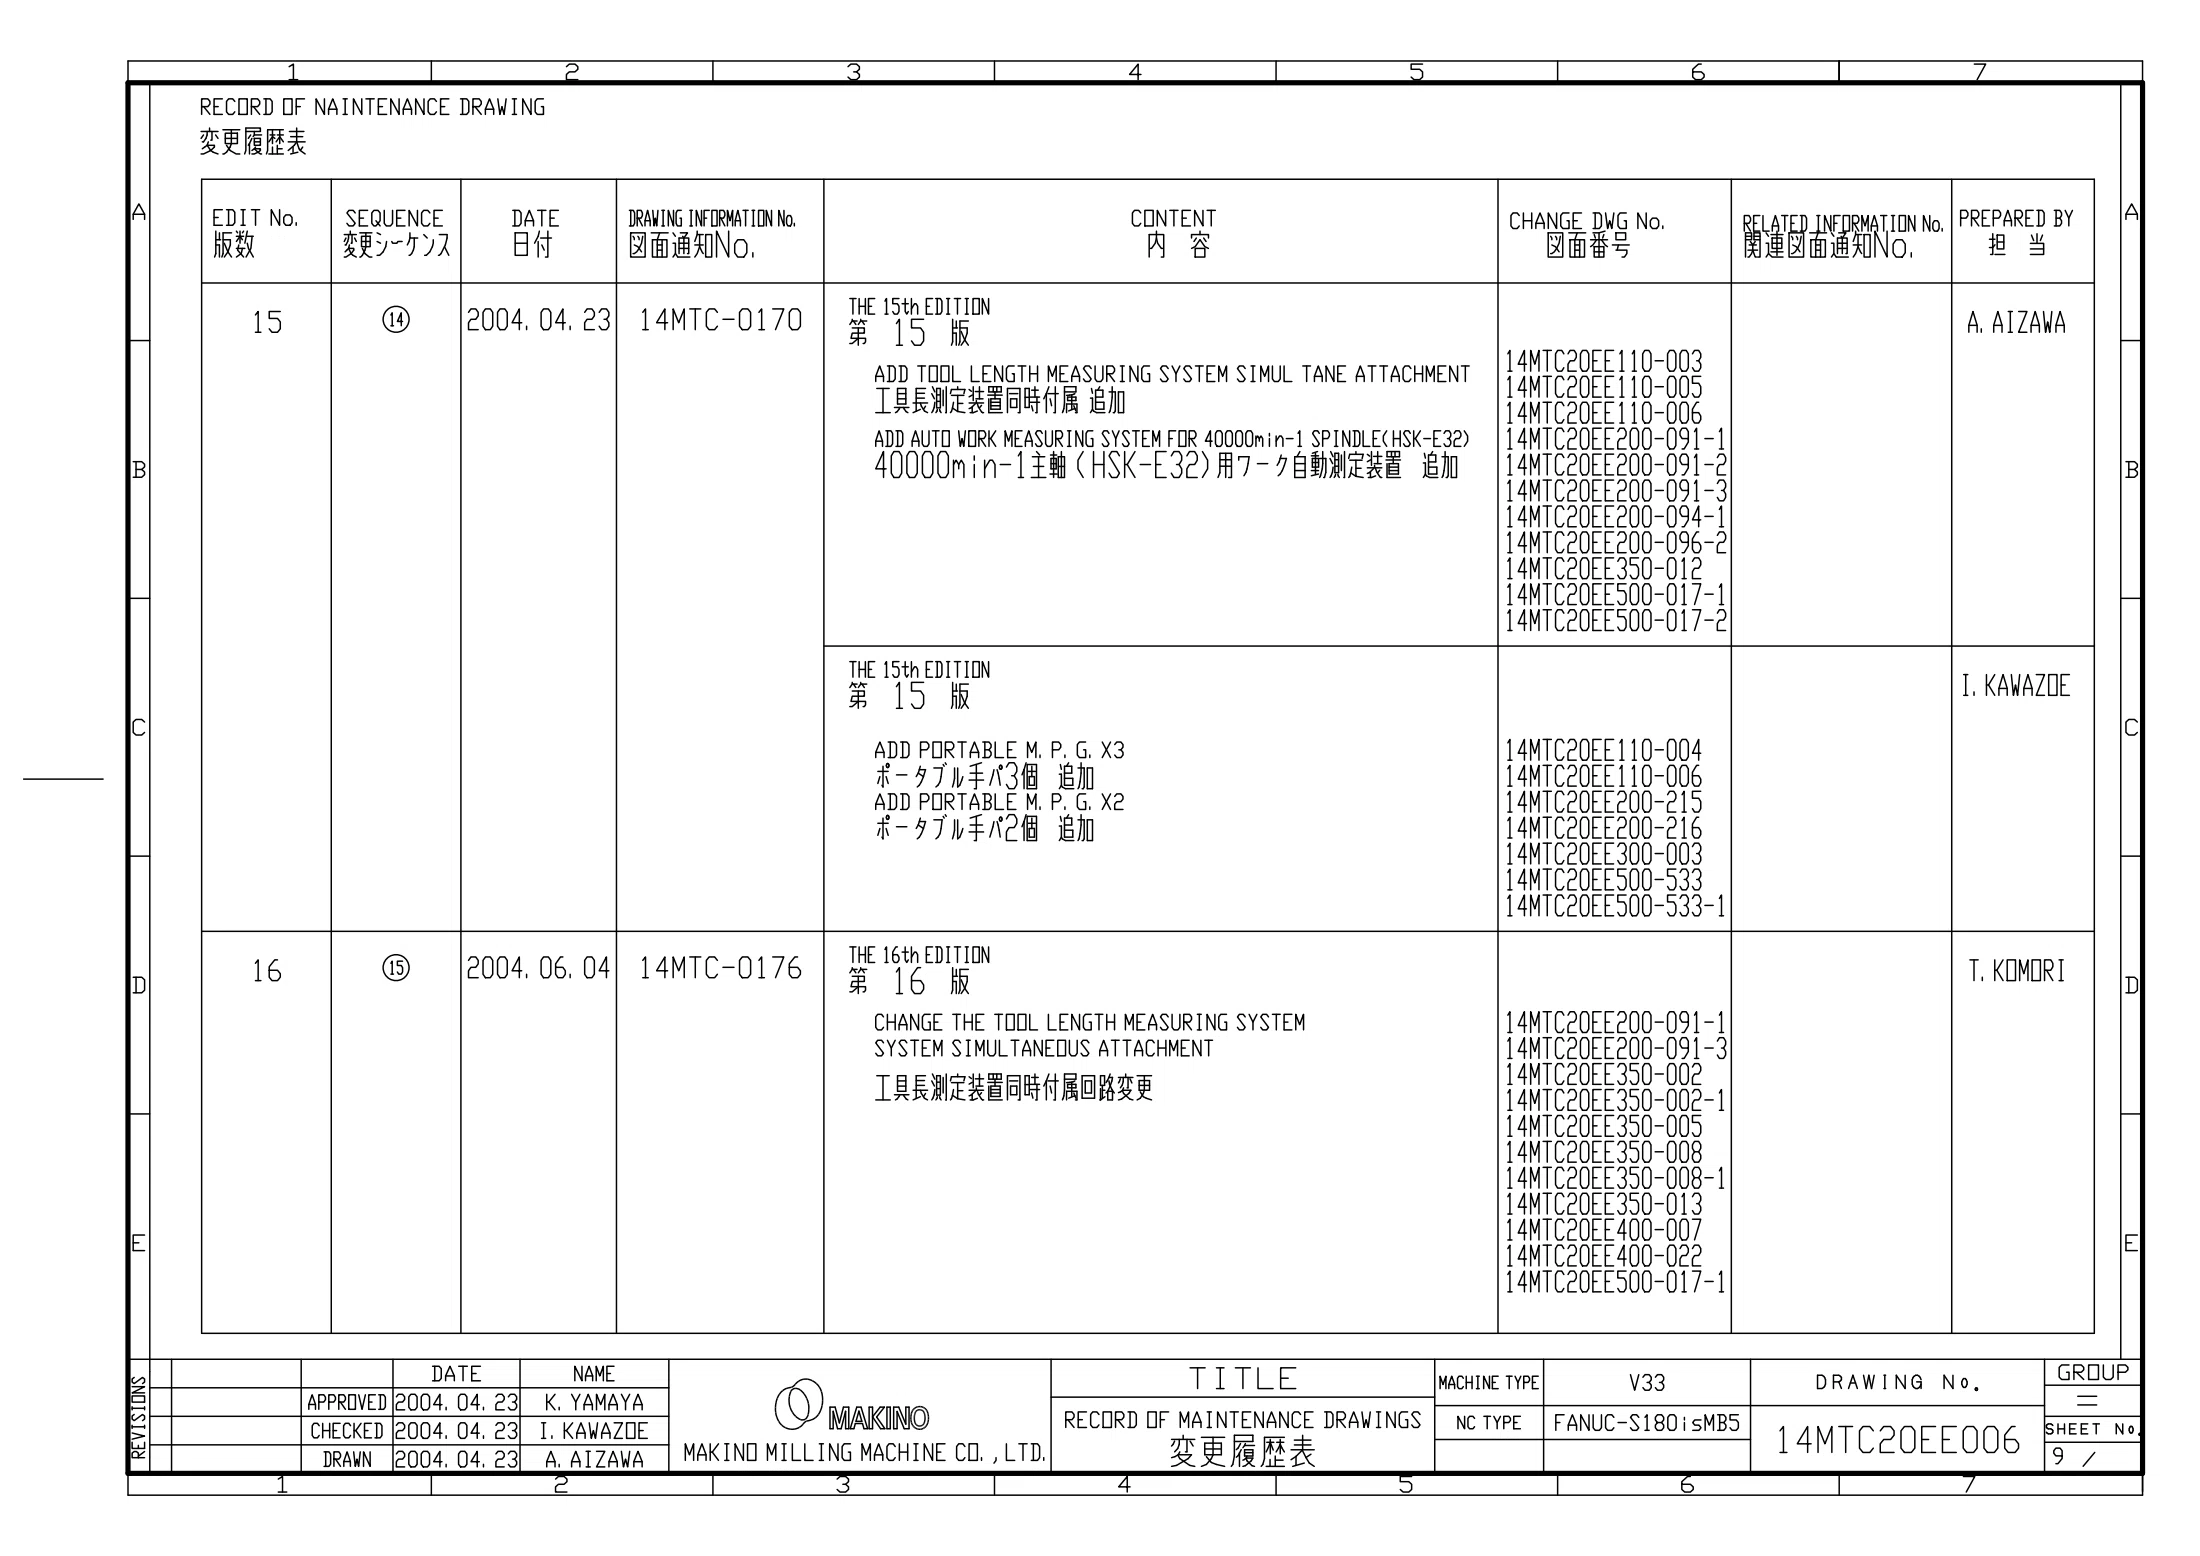 1 2 3 4 5 6 7
RECORD OF NAINTENANCE DRAWING
変更履歴表
EDIT No. SEQUENCE DATE DRAWING INFORMATION No. CONTENT CHANGE DWG No. RELATED INFORMATION No. PREPARED BY
版数 変更シーケンス 日付 図面通知No. 内 容 図面番号 関連図面通知No. 担 当
A A
15 ⑭ 2004. 04. 23 14MTC-0170 THE 15th EDITION A. AIZAWA
第 15 版
14MTC20EE110-003
ADD TOOL LENGTH MEASURING SYSTEM SIMUL TANE ATTACHMENT
14MTC20EE110-005
工具長測定装置同時付属 追加
14MTC20EE110-006
ADD AUTO WORK MEASURING SYSTEM FOR 40000min-1 SPINDLE(HSK-E32) 14MTC20EE200-091-1
40000min-1主軸(HSK-E32)用ワーク自動測定装置 追加 14MTC20EE200-091-2
B B
14MTC20EE200-091-3
14MTC20EE200-094-1
14MTC20EE200-096-2
14MTC20EE350-012
14MTC20EE500-017-1
14MTC20EE500-017-2
THE 15th EDITION I. KAWAZOE
第 15 版
C C
ADD PORTABLE M. P. G. X3 14MTC20EE110-004
ポータブル手パ3個 追加 14MTC20EE110-006
ADD PORTABLE M. P. G. X2 14MTC20EE200-215
ポータブル手パ2個 追加 14MTC20EE200-216
14MTC20EE300-003
14MTC20EE500-533
14MTC20EE500-533-1
16 ⑮ 2004. 06. 04 14MTC-0176 THE 16th EDITION T. KOMORI
第 16 版
D D
CHANGE THE TOOL LENGTH MEASURING SYSTEM 14MTC20EE200-091-1
SYSTEM SIMULTANEOUS ATTACHMENT 14MTC20EE200-091-3
14MTC20EE350-002
工具長測定装置同時付属回路変更
14MTC20EE350-002-1
14MTC20EE350-005
14MTC20EE350-008
14MTC20EE350-008-1
14MTC20EE350-013
14MTC20EE400-007
E E
14MTC20EE400-022
14MTC20EE500-017-1
REVISIONS
DATE NAME
APPROVED 2004. 04. 23 K. YAMAYA
CHECKED 2004. 04. 23 I. KAWAZOE
DRAWN 2004. 04. 23 A. AIZAWA
MAKINO
MAKINO MILLING MACHINE CO. , LTD.
TITLE
RECORD OF MAINTENANCE DRAWINGS
変更履歴表
MACHINE TYPE V33
NC TYPE FANUC-S180isMB5
DRAWING No.
14MTC20EE006
GROUP
=
SHEET No.
9 /
1 2 3 4 5 6 7